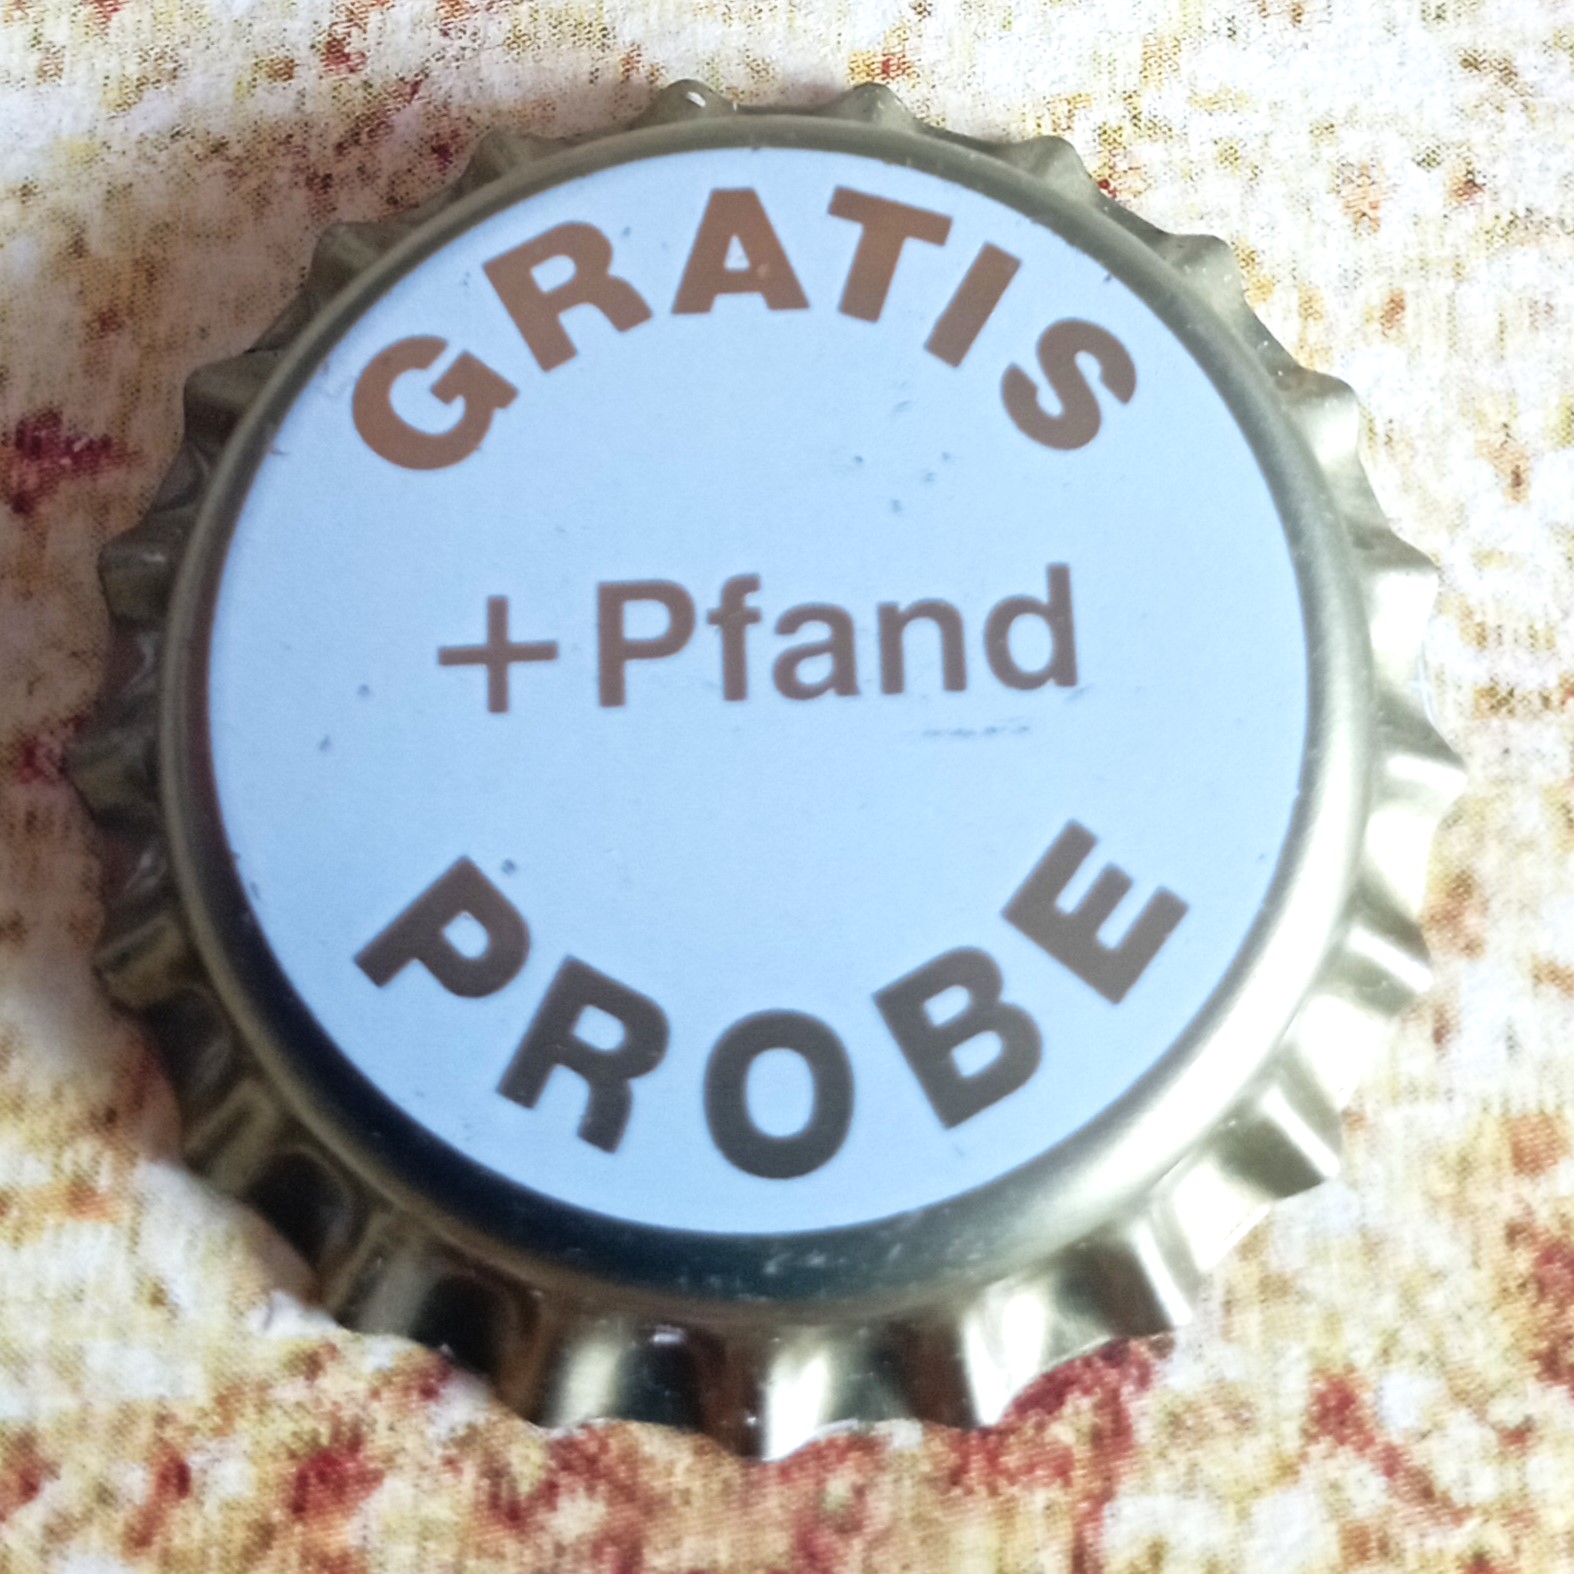 GRATIS
+Pfand
PROBE